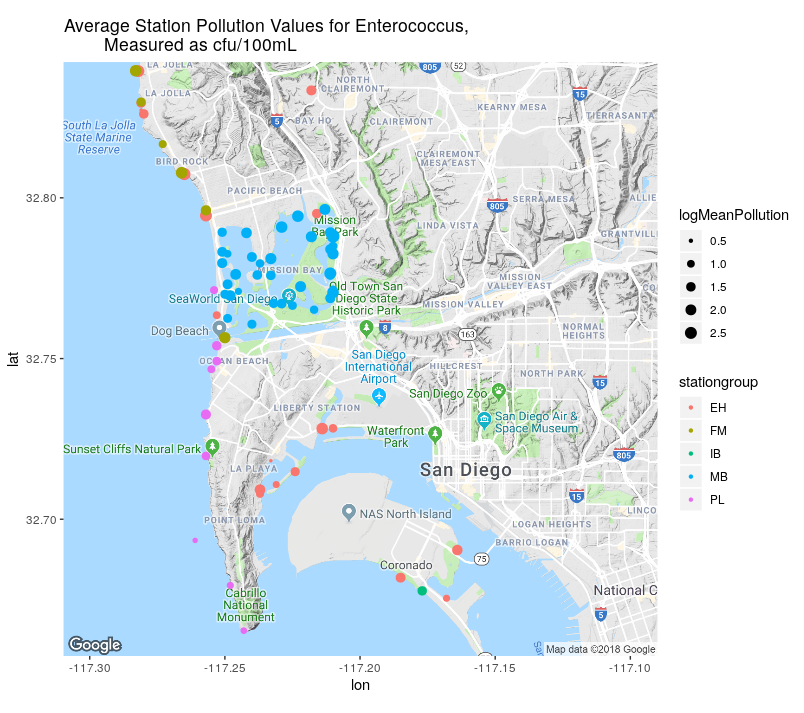 Average Station Pollution Values for Enterococcus,
Measured as cfu/100mL
LA JOLLA
805
52
NORTH
CLAIREMONT
LA JOLLA
15
KEARNY MESA
5
BAY HO
CLAIREMONT
TIERRASANTA
South La Jolla
State Marine
Reserve
BIRD ROCK
CLAIREMONT
MESA EAST
32.80
PACIFIC BEACH
805
SERRA MESA
ALLIE
Mission
Bay Park
LINDA VISTA
GRANTVILL
MISSION BAY
MISSION VALLEY
EAST
SeaWorld San Diego
Old Town San
Diego State
Historic Park
MISSION VALLEY
Dog Beach
8
163
NORMAL
HEIGHTS
32.75
OCEAN BEACH
San Diego
International
Airport
HILLCREST
NORTH PARK
15
San Diego Zoo
LIBERTY STATION
San Diego Air &
Space Museum
Waterfront
Park
Sunset Cliffs Natural Park
805
LA PLAYA
San Diego
15
POINT LOMA
NAS North Island
32.70
LOGAN HEIGHTS
LINCO
BARRIO LOGAN
75
Coronado
Cabrillo
National
Monument
National C
5
San
Google
Map data ©2018 Google
-117.30
-117.25
-117.20
-117.15
-117.10
lon
lat
logMeanPollution
0.5
1.0
1.5
2.0
2.5
stationgroup
EH
FM
IB
MB
PL